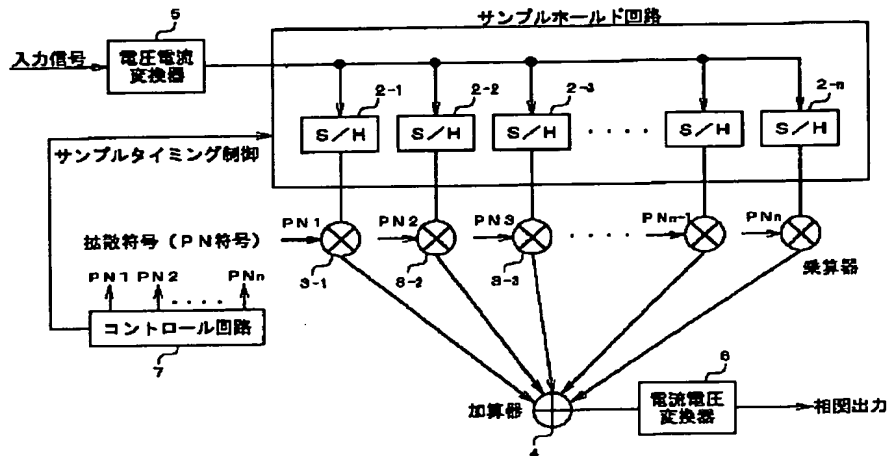 サンプルホールド回路
5
入力信号
電圧電流
変換器
2-1
2-2
2-3
2-n
S/H
S/H
S/H
・・・・
S/H
S/H
サンプルタイミング制御
拡散符号(PN符号)
PN1
PN2
PN3
・・・・
PNn-1
PNn
3-1
3-2
3-3
乗算器
PN1 PN2 ・・・・ PNn
コントロール回路
7
加算器
4
6
電流電圧
変換器
相関出力